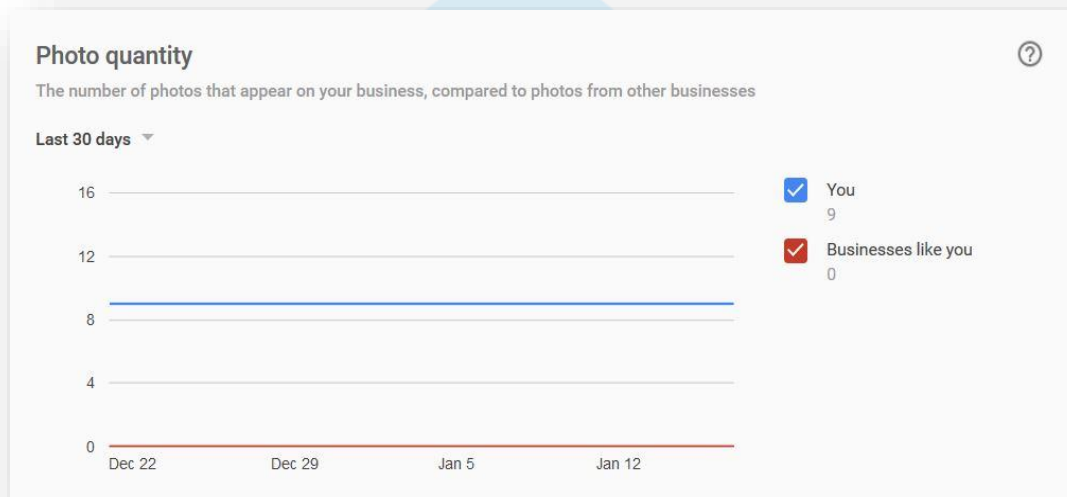 Photo quantity
The number of photos that appear on your business, compared to photos from other businesses
Last 30 days
16
12
8
4
0
Dec 22 Dec 29 Jan 5 Jan 12
You
9
Businesses like you
0